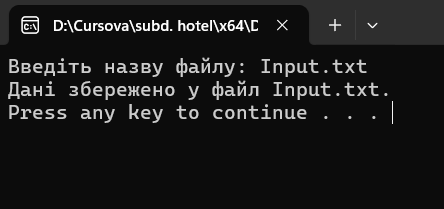 D:\Cursova\subd. hotel\x64\D
Введіть назву файлу: Input.txt
Дані збережено у файл Input.txt.
Press any key to continue . . .